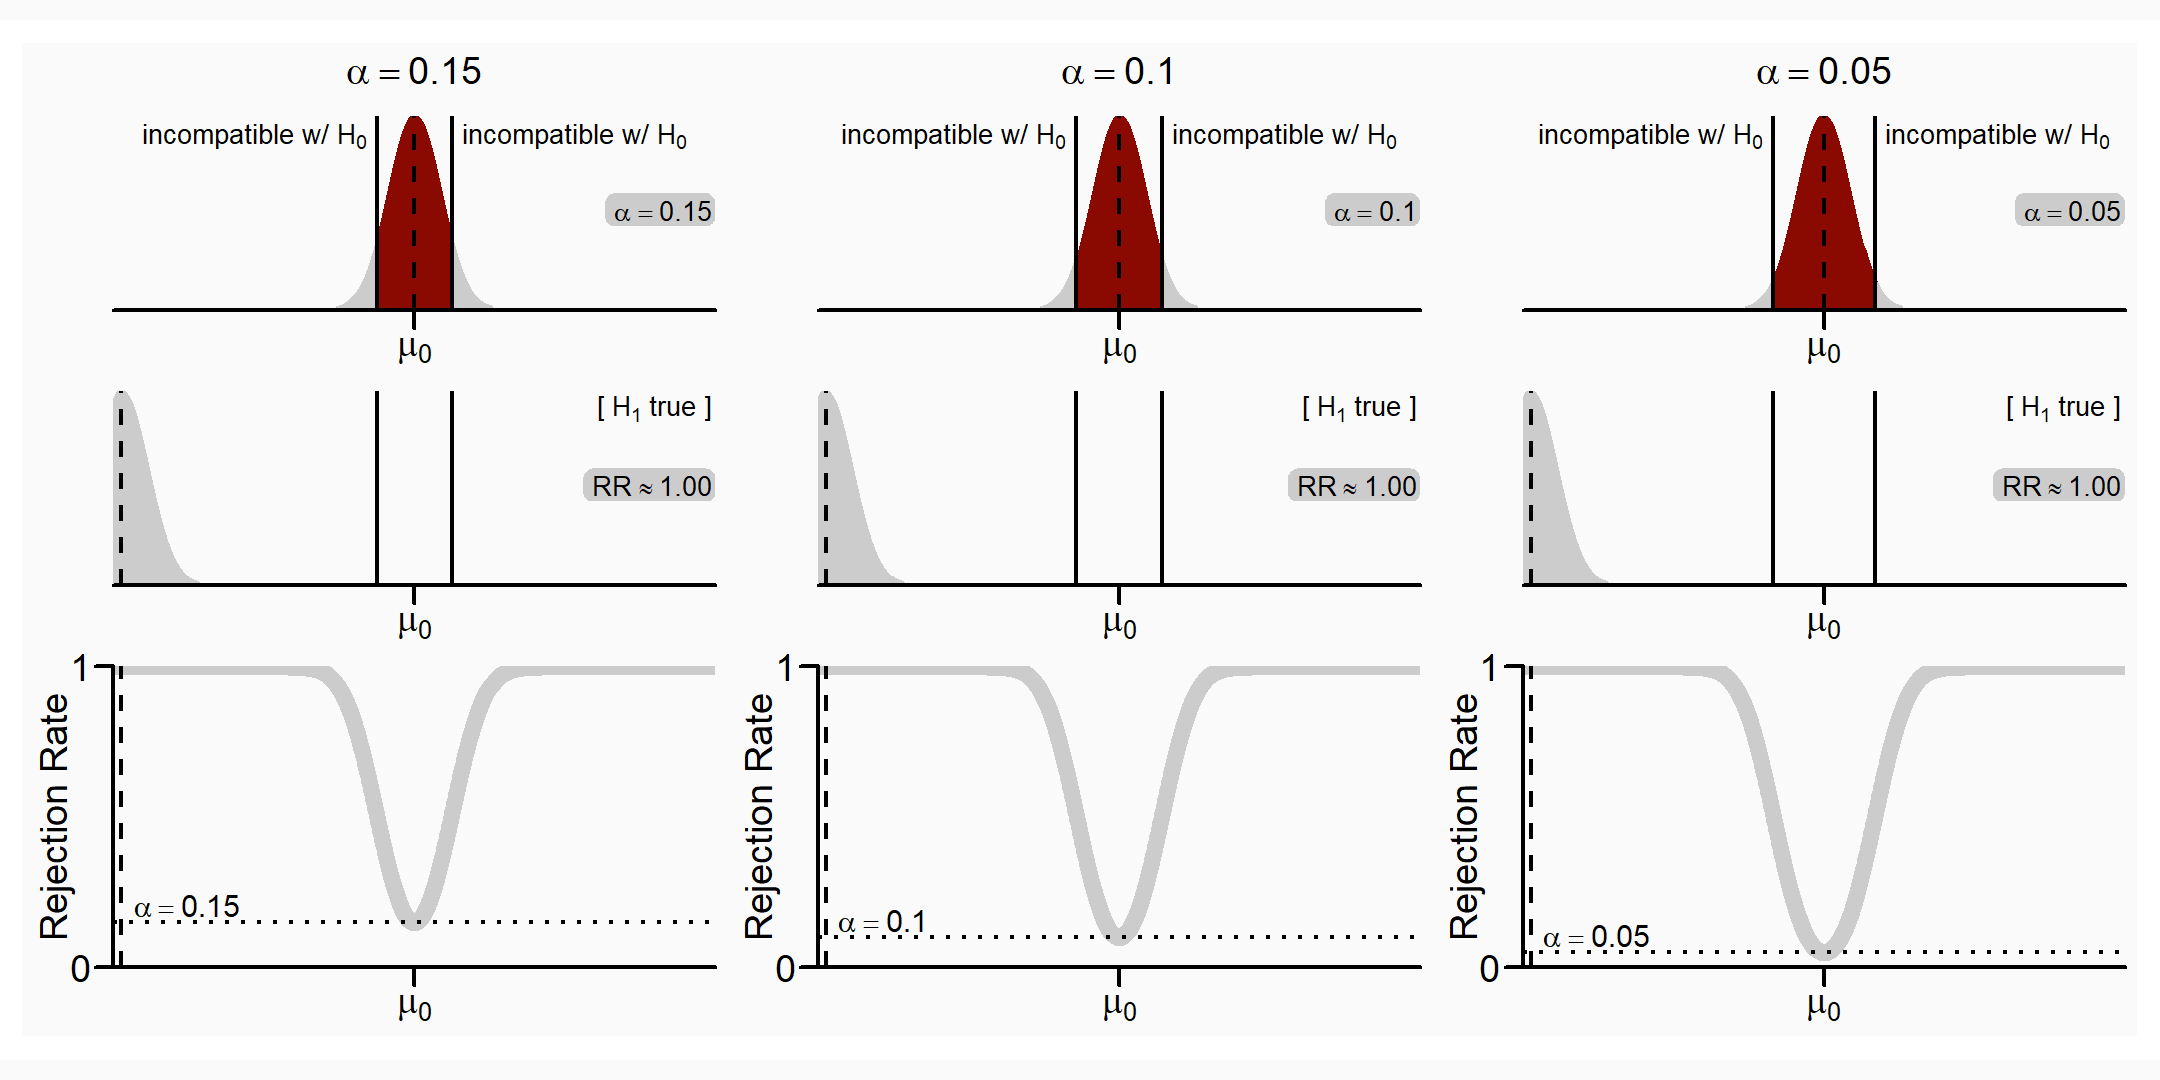 α = 0.15
incompatible w/ H₀ incompatible w/ H₀
α = 0.15
μ₀
[ H₁ true ]
RR ≈ 1.00
μ₀
1
Rejection Rate
α = 0.15
0
μ₀
α = 0.1
incompatible w/ H₀ incompatible w/ H₀
α = 0.1
μ₀
[ H₁ true ]
RR ≈ 1.00
μ₀
1
Rejection Rate
α = 0.1
0
μ₀
α = 0.05
incompatible w/ H₀ incompatible w/ H₀
α = 0.05
μ₀
[ H₁ true ]
RR ≈ 1.00
μ₀
1
Rejection Rate
α = 0.05
0
μ₀